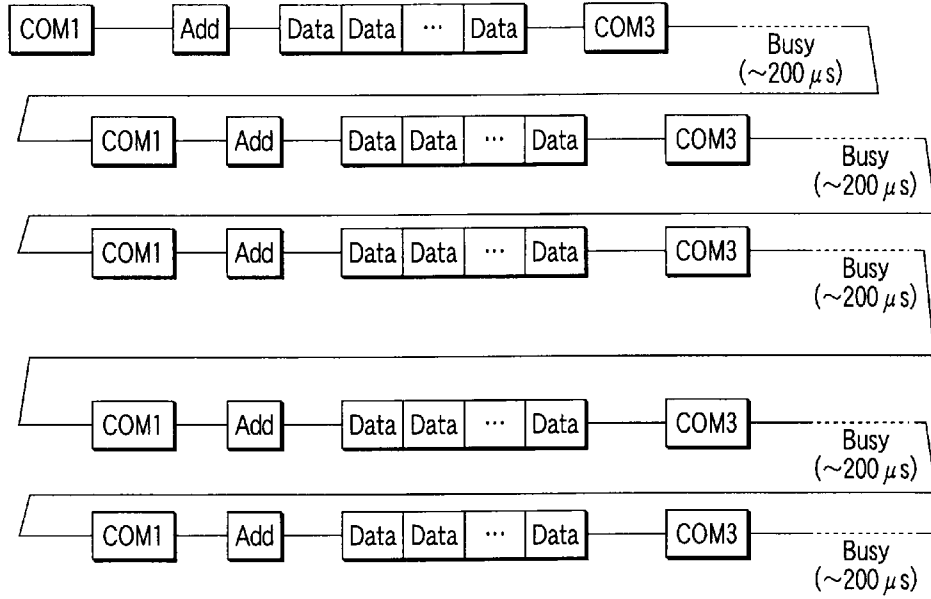 COM1 Add Data Data ... Data COM3 Busy
(~200 μs)
COM1 Add Data Data ... Data COM3 Busy
(~200 μs)
COM1 Add Data Data ... Data COM3 Busy
(~200 μs)
COM1 Add Data Data ... Data COM3 Busy
(~200 μs)
COM1 Add Data Data ... Data COM3 Busy
(~200 μs)